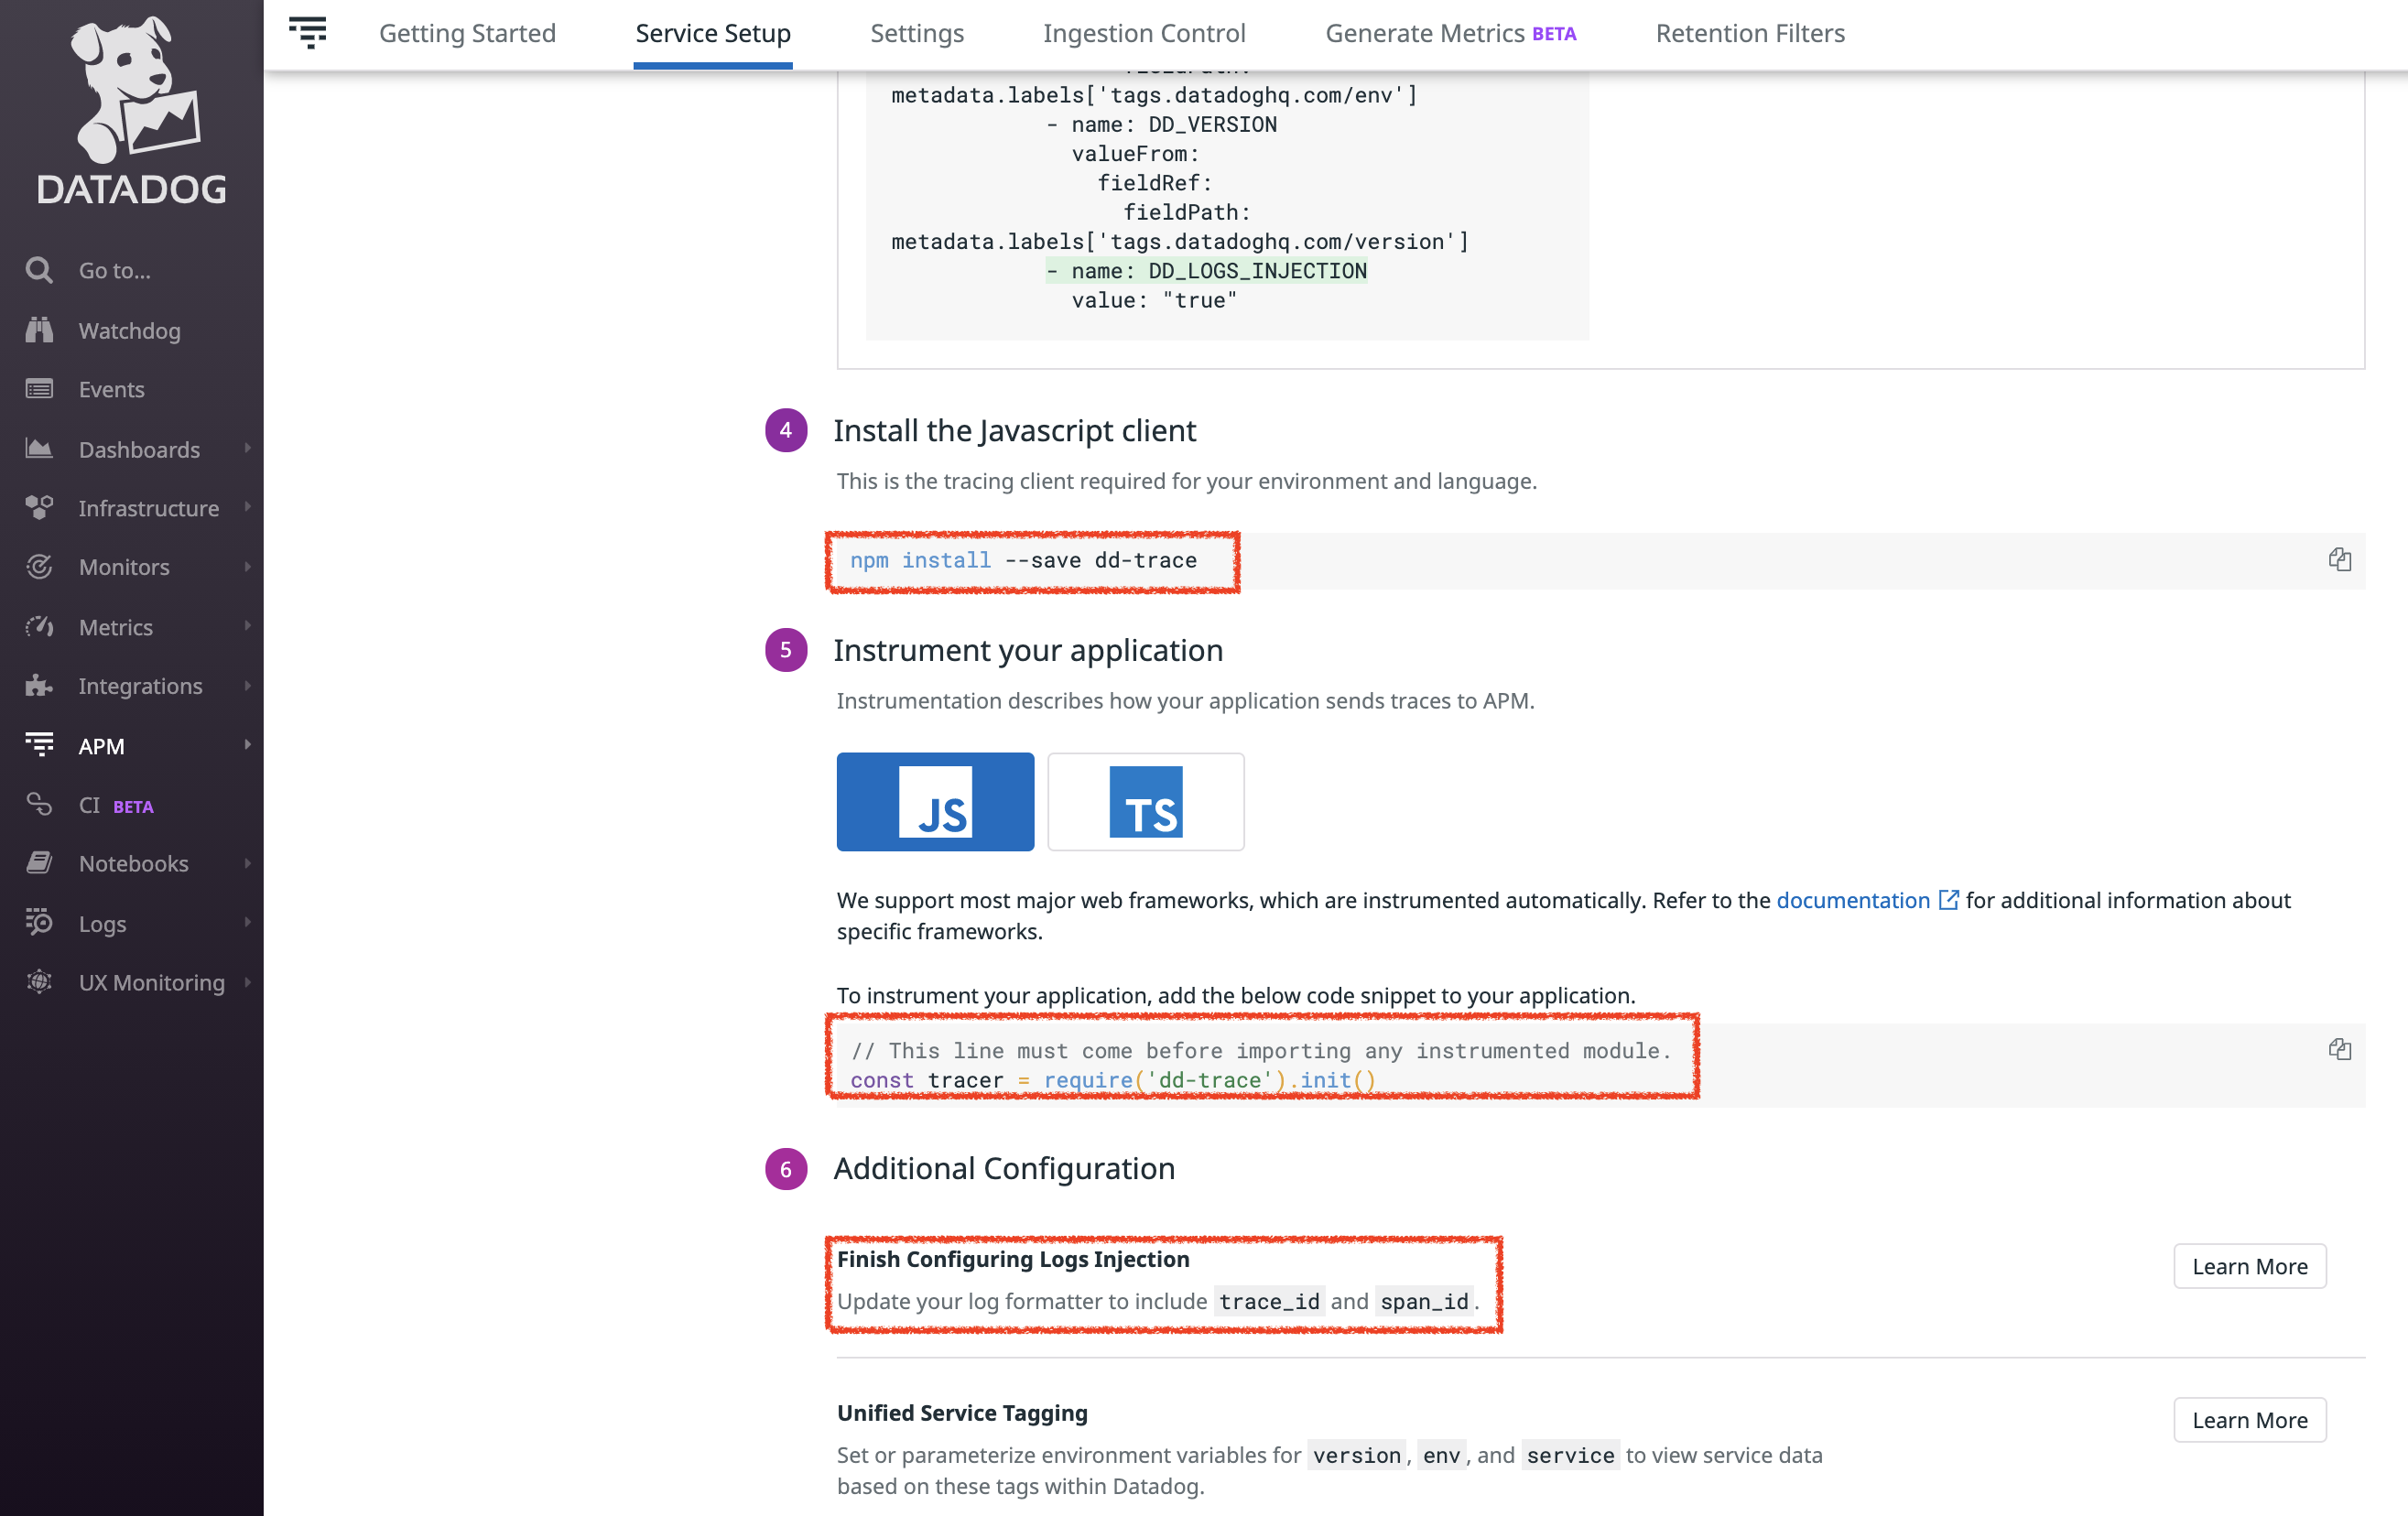 DATADOG
Go to...
Watchdog
Events
Dashboards
Infrastructure
Monitors
Metrics
Integrations
APM
CI BETA
Notebooks
Logs
UX Monitoring
Getting Started
Service Setup
Settings
Ingestion Control
Generate Metrics BETA
Retention Filters
metadata.labels['tags.datadoghq.com/env']
- name: DD_VERSION
valueFrom:
fieldRef:
fieldPath:
metadata.labels['tags.datadoghq.com/version']
- name: DD_LOGS_INJECTION
value: "true"
4 Install the Javascript client
This is the tracing client required for your environment and language.
npm install --save dd-trace
5 Instrument your application
Instrumentation describes how your application sends traces to APM.
JS
TS
We support most major web frameworks, which are instrumented automatically. Refer to the documentation for additional information about
specific frameworks.
To instrument your application, add the below code snippet to your application.
// This line must come before importing any instrumented module.
const tracer = require('dd-trace').init()
6 Additional Configuration
Finish Configuring Logs Injection
Update your log formatter to include trace_id and span_id.
Learn More
Unified Service Tagging
Set or parameterize environment variables for version, env, and service to view service data
based on these tags within Datadog.
Learn More